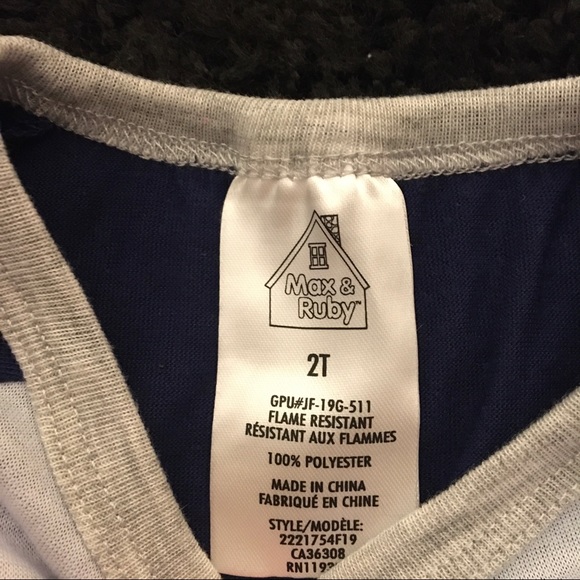 Max &
Ruby™
2T
GPU#JF-19G-511
FLAME RESISTANT
RÉSISTANT AUX FLAMMES
100% POLYESTER
MADE IN CHINA
FABRIQUÉ EN CHINE
STYLE/MODÈLE:
2221754F19
CA36308